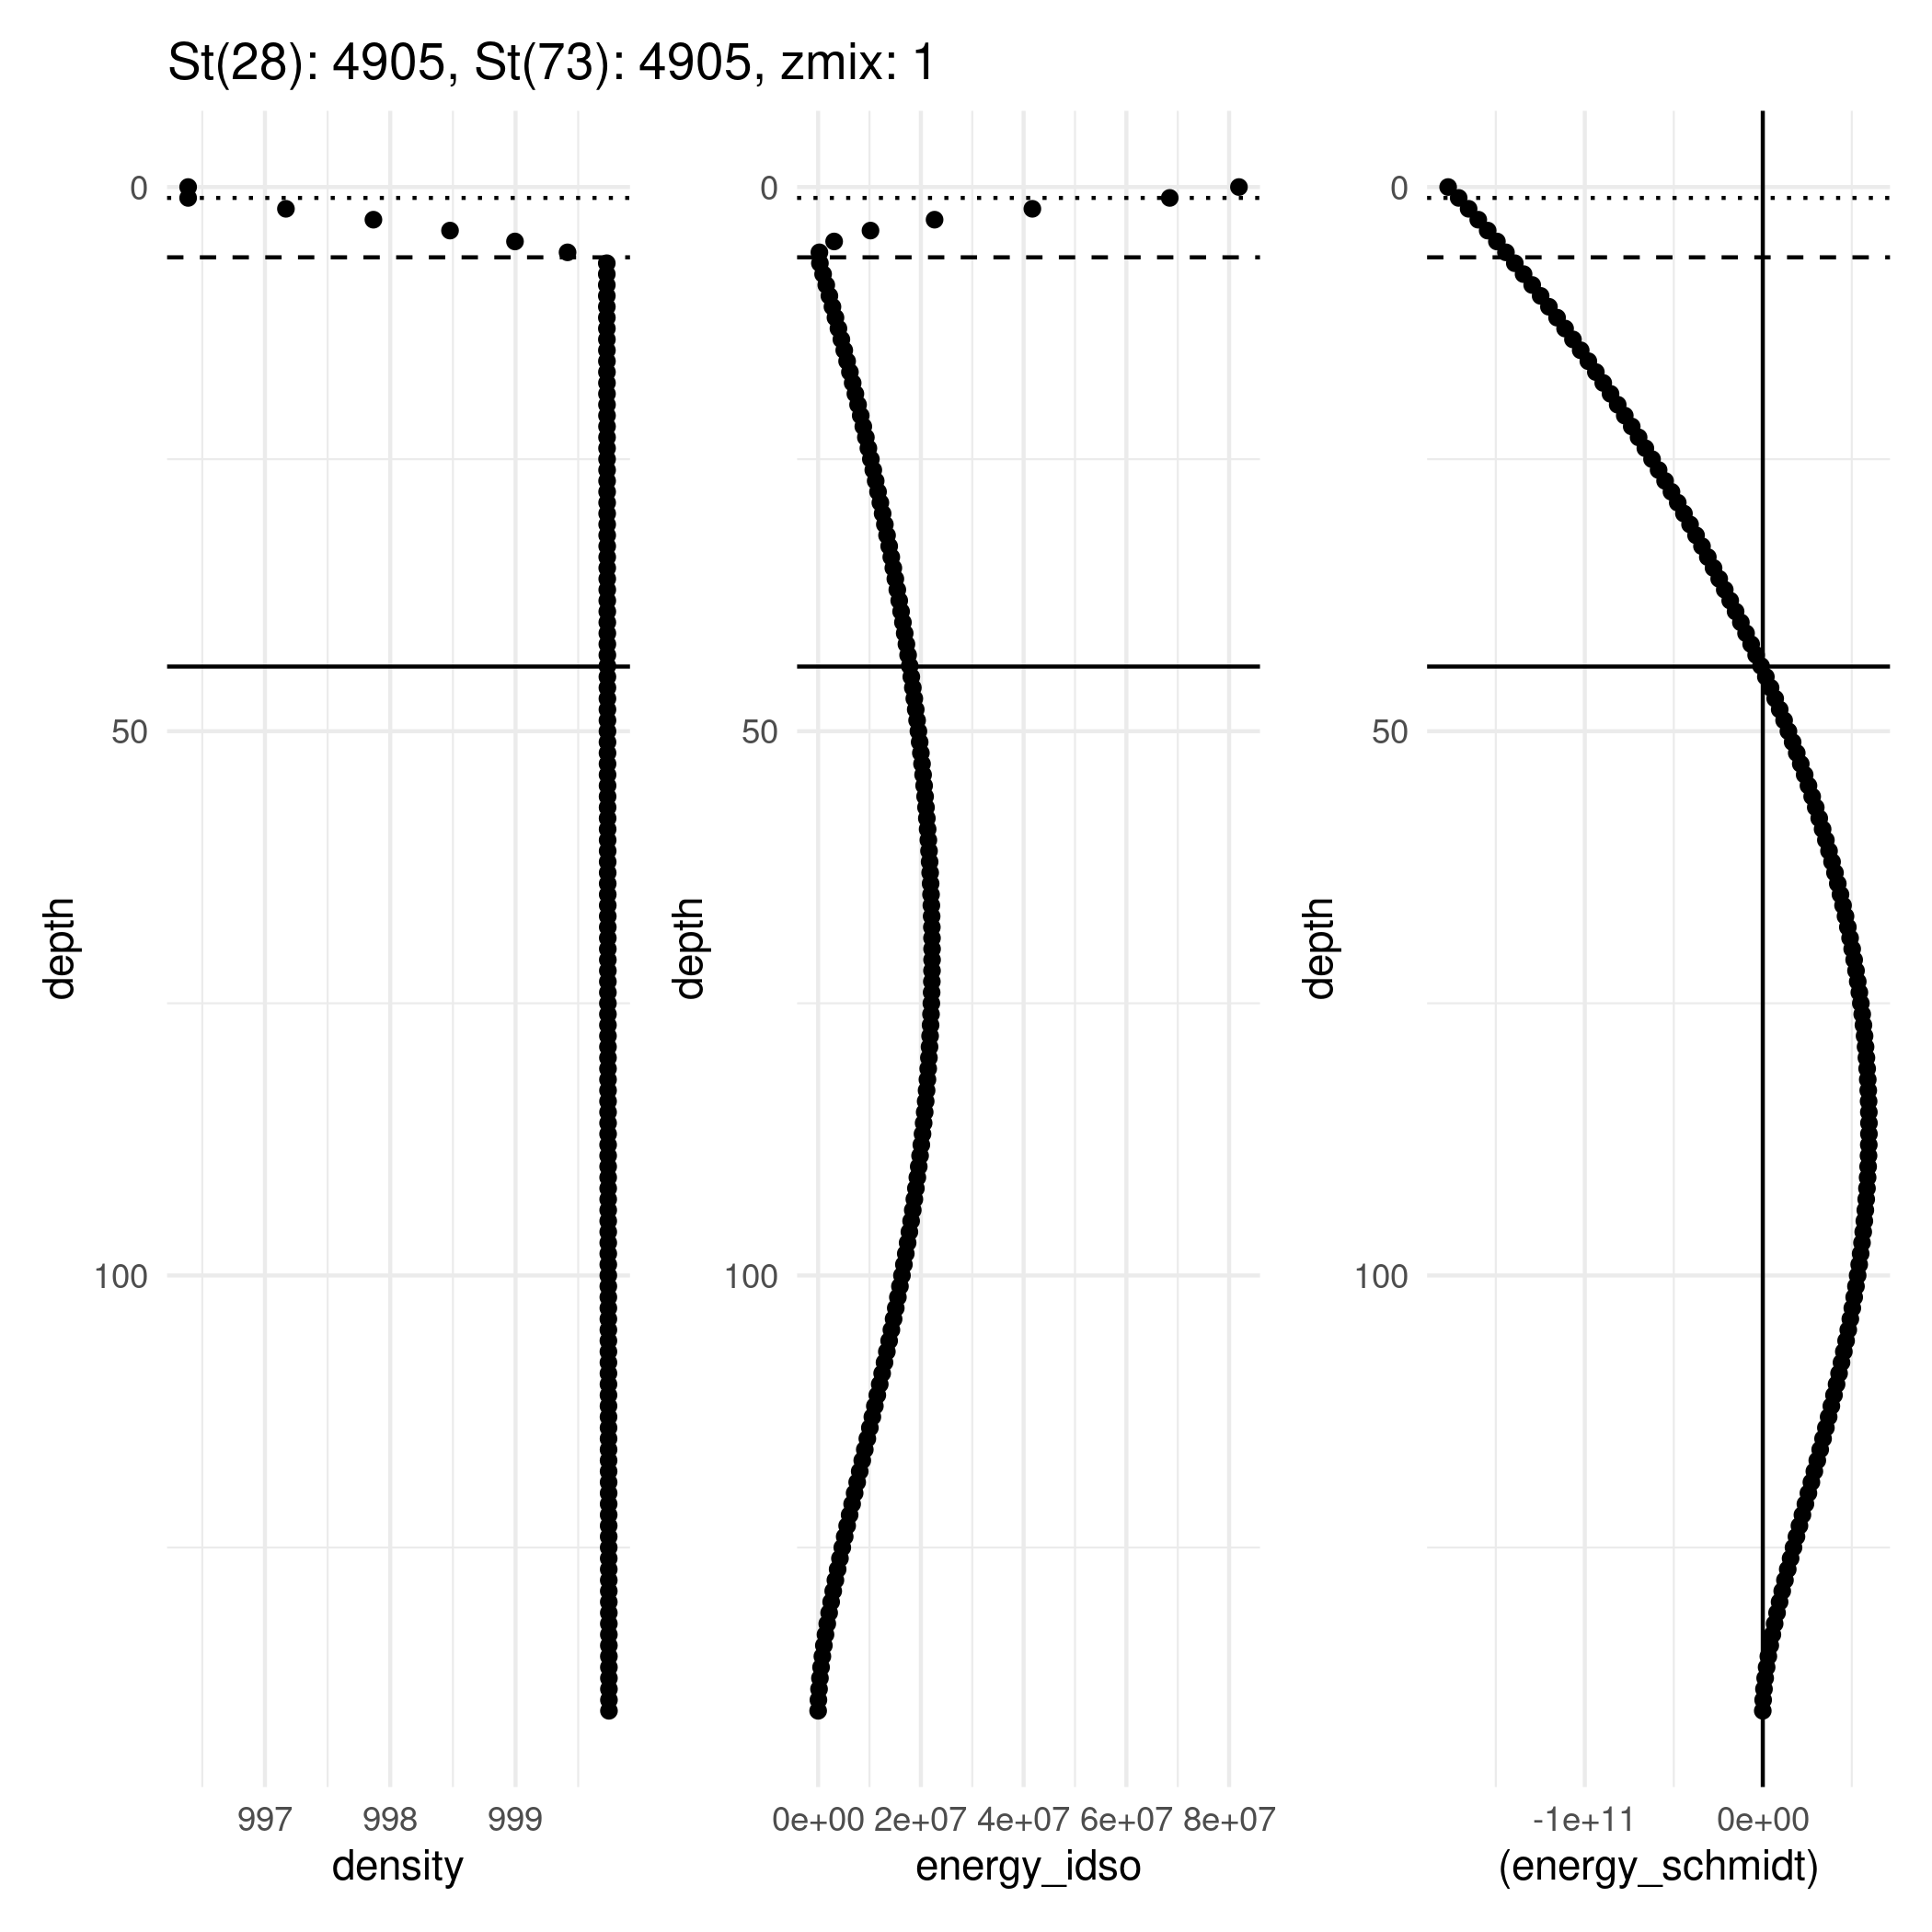 St(28): 4905, St(73): 4905, zmix: 1
0
50
100
depth
997 998 999
density
0
50
100
depth
0e+00 2e+07 4e+07 6e+07 8e+07
energy_idso
0
50
100
depth
-1e+11 0e+00
(energy_schmidt)